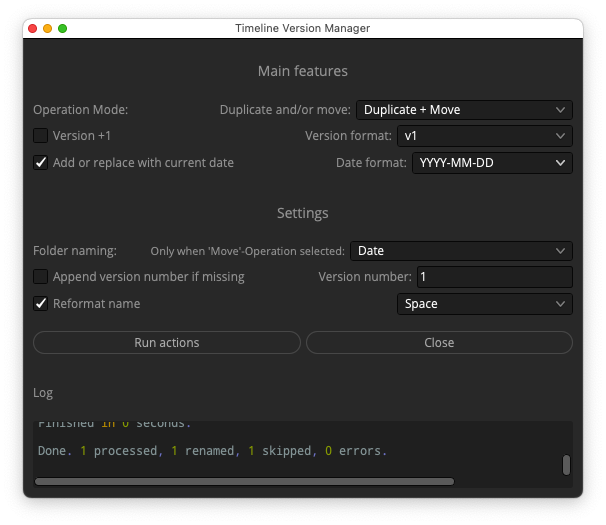 Timeline Version Manager
Main features
Operation Mode: Duplicate and/or move: Duplicate + Move
Version +1 Version format: v1
Add or replace with current date Date format: YYYY-MM-DD
Settings
Folder naming: Only when 'Move'-Operation selected: Date
Append version number if missing Version number: 1
Reformat name Space
Run actions Close
Log
Finished in 0 seconds.
Done. 1 processed, 1 renamed, 1 skipped, 0 errors.